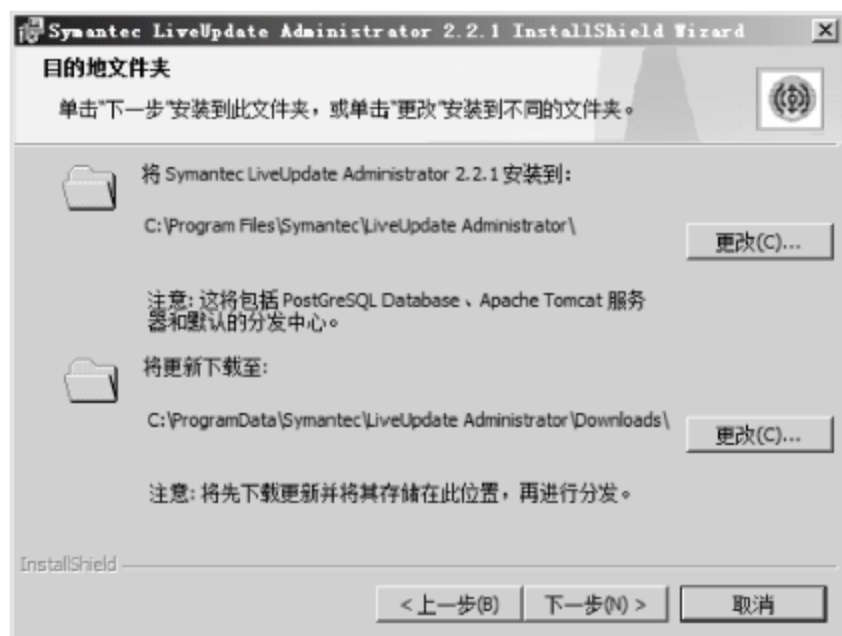 Symantec LiveUpdate Administrator 2.2.1 InstallShield Wizard
目的地文件夹
单击"下一步"安装到此文件夹，或单击"更改"安装到不同的文件夹。
将 Symantec LiveUpdate Administrator 2.2.1 安装到：
C:\Program Files\Symantec\LiveUpdate Administrator\
更改(C)...
注意: 这将包括 PostGreSQL Database、Apache Tomcat 服务
器和默认的分发中心。
将更新下载至:
C:\ProgramData\Symantec\LiveUpdate Administrator\Downloads\
更改(C)...
注意: 将先下载更新并将其存储在此位置，再进行分发。
InstallShield
<上一步(B)
下一步(N) >
取消